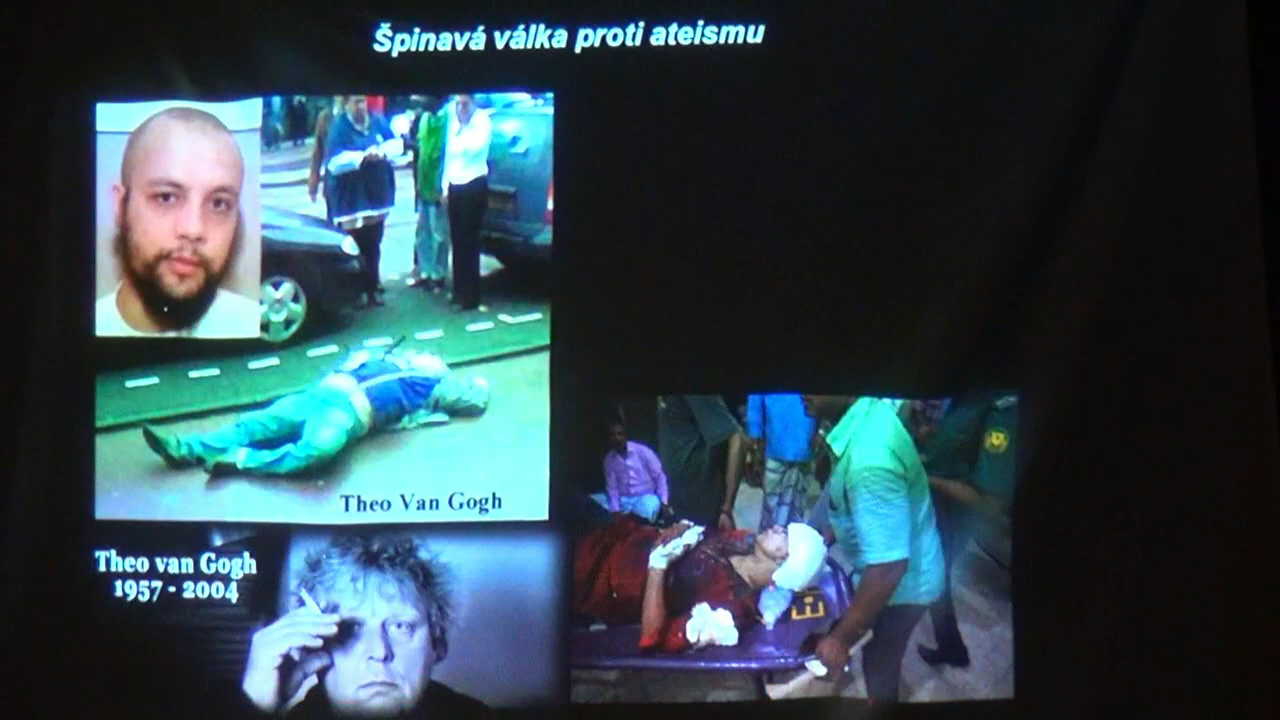 Špinavá válka proti ateismu
Theo Van Gogh
Theo van Gogh
1957 - 2004